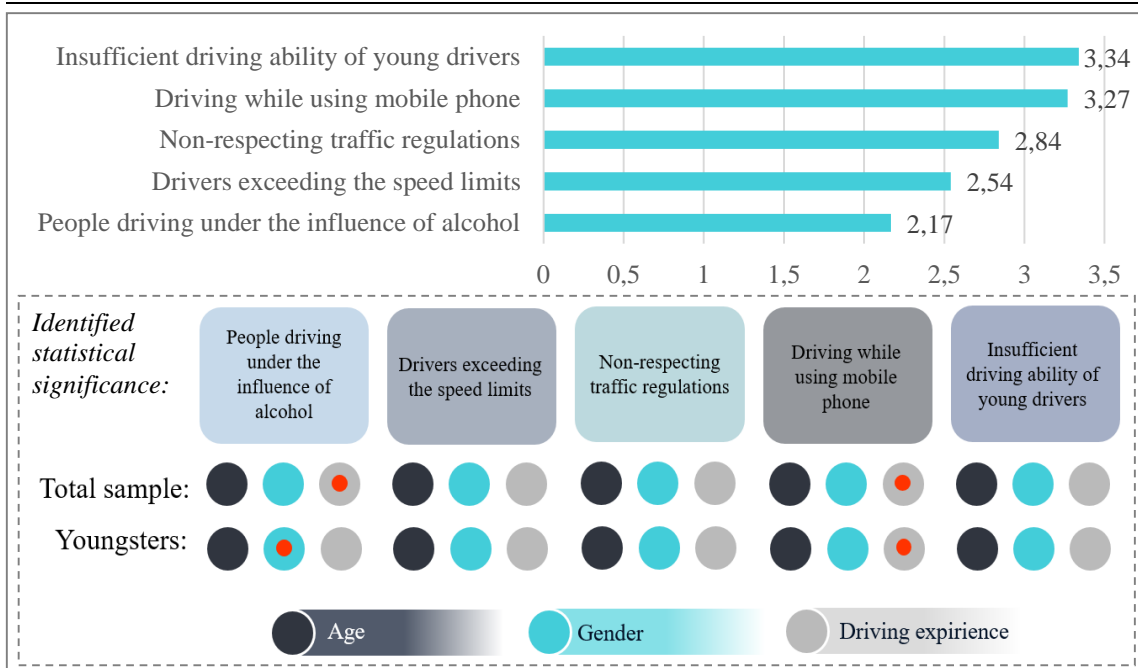 Insufficient driving ability of young drivers
3,34
Driving while using mobile phone
3,27
Non-respecting traffic regulations
2,84
Drivers exceeding the speed limits
2,54
People driving under the influence of alcohol
2,17
0 0,5 1 1,5 2 2,5 3 3,5
Identified
statistical
significance:
People driving
under the
influence of
alcohol
Drivers exceeding
the speed limits
Non-respecting
traffic regulations
Driving while
using mobile
phone
Insufficient
driving ability of
young drivers
Total sample:
Youngsters:
Age
Gender
Driving expirience